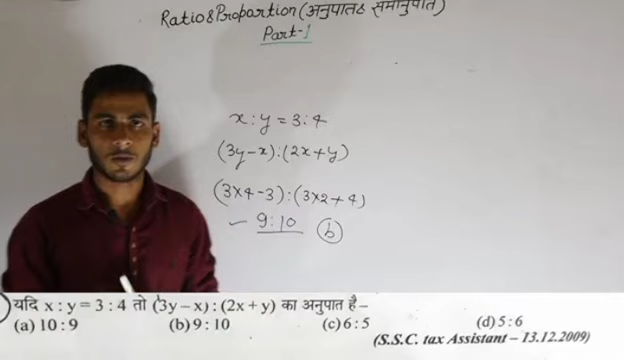 Ratio & Propartion (अनुपात & समानुपात)
Part-1
x : y = 3 : 4
(3y-x) : (2x+y)
(3×4-3) : (3×2+4)
- 9 : 10 (b)
यदि x : y = 3 : 4 तो (3y – x) : (2x + y) का अनुपात है–
(a) 10 : 9 (b) 9 : 10 (c) 6 : 5 (d) 5 : 6
(S.S.C. tax Assistant – 13.12.2009)